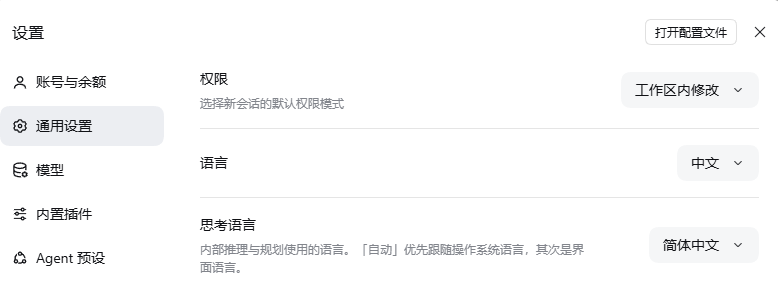 设置
打开配置文件
账号与余额
通用设置
模型
内置插件
Agent 预设
权限
选择新会话的默认权限模式
工作区内修改
语言
中文
思考语言
内部推理与规划使用的语言。「自动」优先跟随操作系统语言，其次是界
面语言。
简体中文